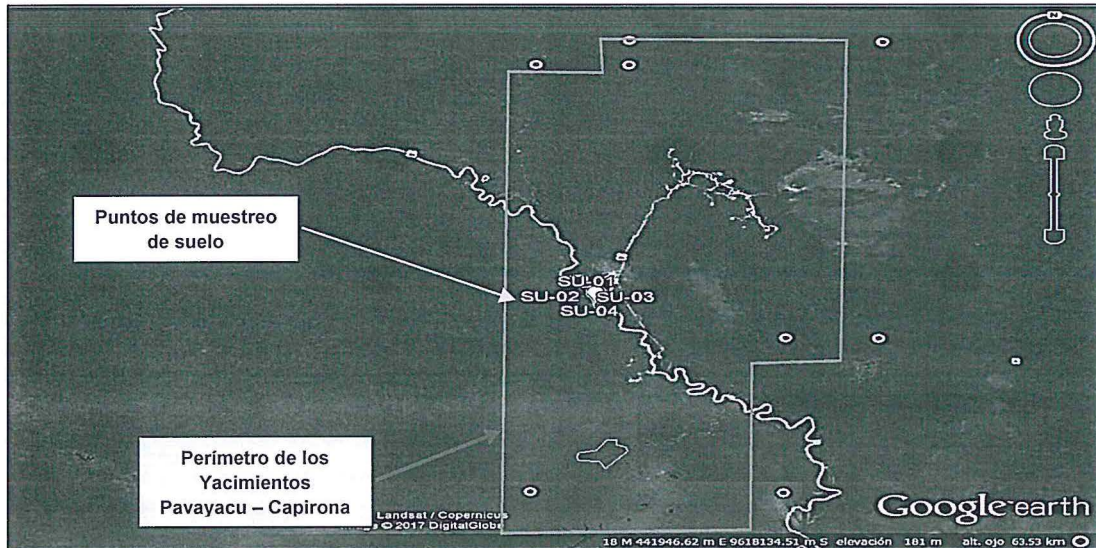 N
Puntos de muestreo
de suelo
SU-01
SU-02 SU-03
SU-04
Perímetro de los
Yacimientos
Pavayacu – Capirona
Landsat / Copernicus
© 2017 DigitalGlobe
Google earth
18 M 441946.62 m E 9618134.51 m S elevación 181 m alt. ojo 63.53 km